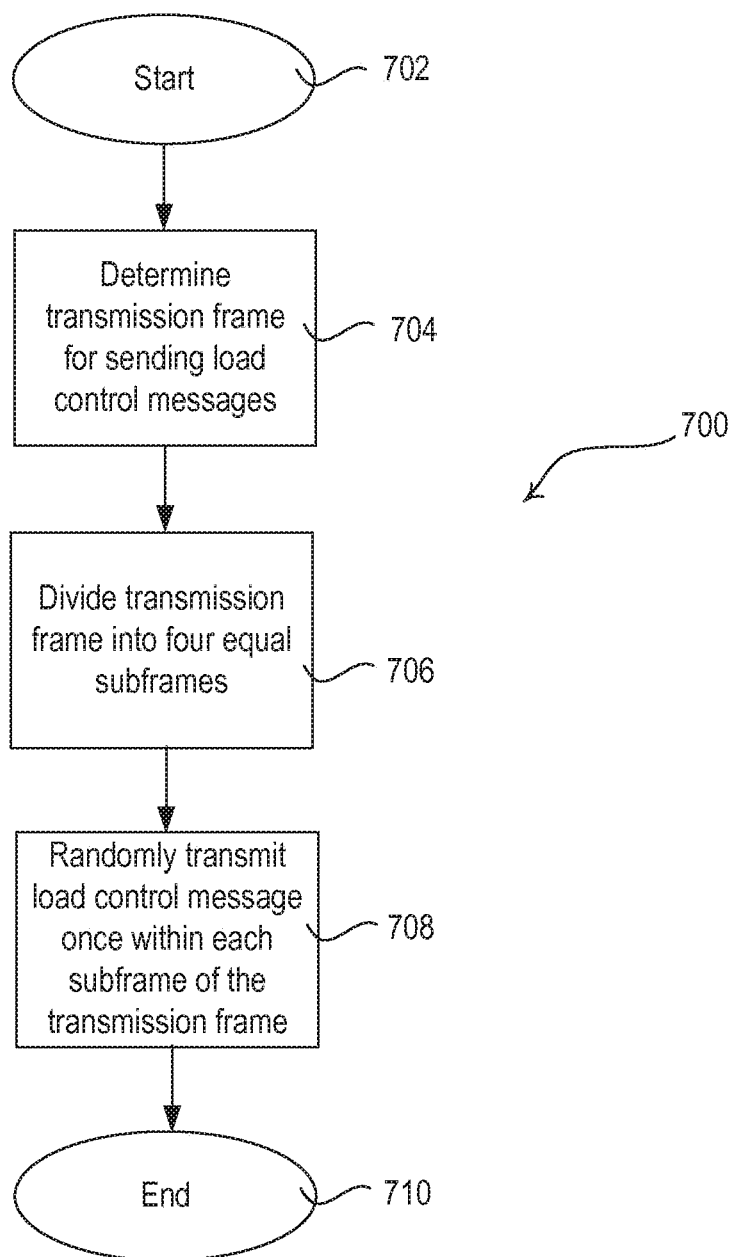 Start
702
Determine
transmission frame
for sending load
control messages
704
700
Divide transmission
frame into four equal
subframes
706
Randomly transmit
load control message
once within each
subframe of the
transmission frame
708
End
710